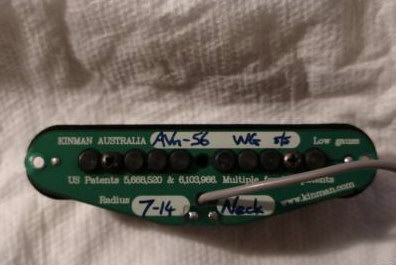 KINMAN AUSTRALIA AVn-56 WG s/s Low gauss
US Patents 5,668,520 & 6,103,966. Multiple patents
Radius 7-14 Neck www.kinman.com